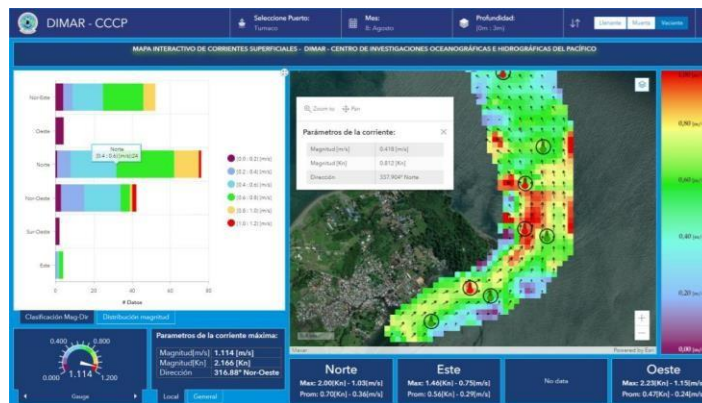 DIMAR - CCCP
Seleccione Puerto:
Tumaco
Mes:
8: Agosto
Profundidad:
[0m : 3m]
Llenante
Muerta
Vaciante
MAPA INTERACTIVO DE CORRIENTES SUPERFICIALES - DIMAR - CENTRO DE INVESTIGACIONES OCEANOGRÁFICAS E HIDROGRÁFICAS DEL PACÍFICO
Nor-Este
Oeste
Norte
Nor-Oeste
Sur-Oeste
Este
Norte
[0.4 : 0.6) [m/s]:24
[0.0 : 0.2) [m/s]
[0.2 : 0.4) [m/s]
[0.4 : 0.6) [m/s]
[0.6 : 0.8) [m/s]
[0.8 : 1.0) [m/s]
[1.0 : 1.2) [m/s]
0
20
40
60
80
# Datos
Clasificación Mag-Dir
Distribución magnitud
Zoom to
Pan
Parámetros de la corriente:
Magnitud [m/s] 0.418 [m/s]
Magnitud [Kn] 0.812 [Kn]
Dirección 337.904° Norte
+
−
Powered by Esri
0,80 [m/s]
0,60 [m/s]
0,40 [m/s]
0,20 [m/s]
0,00 [m/s]
0.400
0.800
0.000
1.114
1.200
Gauge
Parametros de la corriente máxima:
Magnitud[m/s] 1.114 [m/s]
Magnitud[Kn] 2.166 [Kn]
Dirección 316.88° Nor-Oeste
Local
General
Norte
Max: 2.00[Kn] - 1.03[m/s]
Prom: 0.70[Kn] - 0.36[m/s]
Este
Max: 1.46[Kn] - 0.75[m/s]
Prom: 0.56[Kn] - 0.29[m/s]
No data
Oeste
Max: 2.23[Kn] - 1.15[m/s]
Prom: 0.47[Kn] - 0.24[m/s]